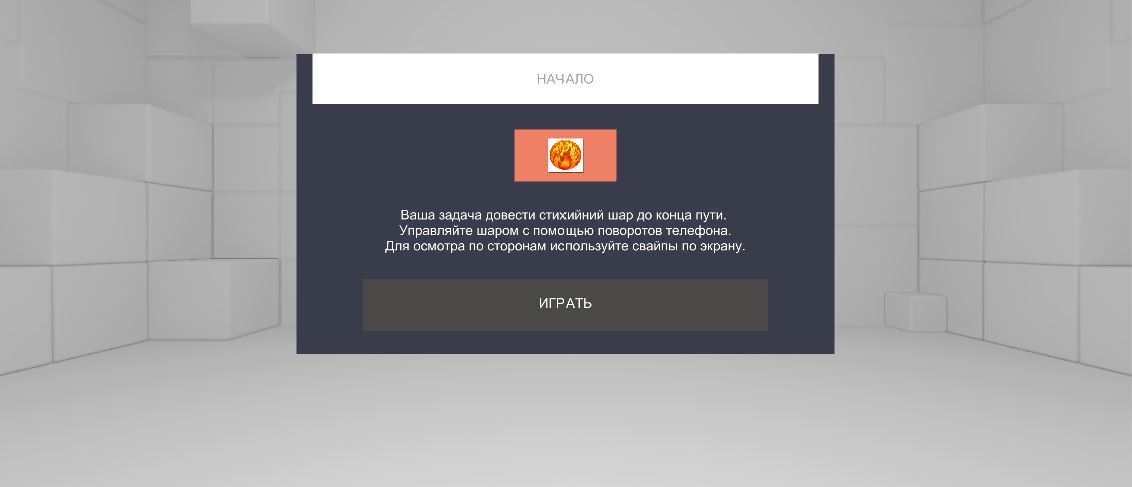 НАЧАЛО
Ваша задача довести стихийний шар до конца пути.
Управляйте шаром с помощью поворотов телефона.
Для осмотра по сторонам используйте свайпы по экрану.
ИГРАТЬ